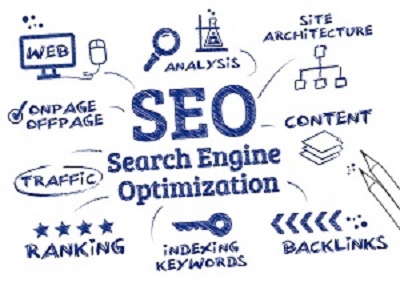 WEB
ANALYSIS
SITE
ARCHITECTURE
ONPAGE
OFFPAGE
SEO
CONTENT
Search Engine
Optimization
TRAFFIC
RANKING
INDEXING
KEYWORDS
BACKLINKS